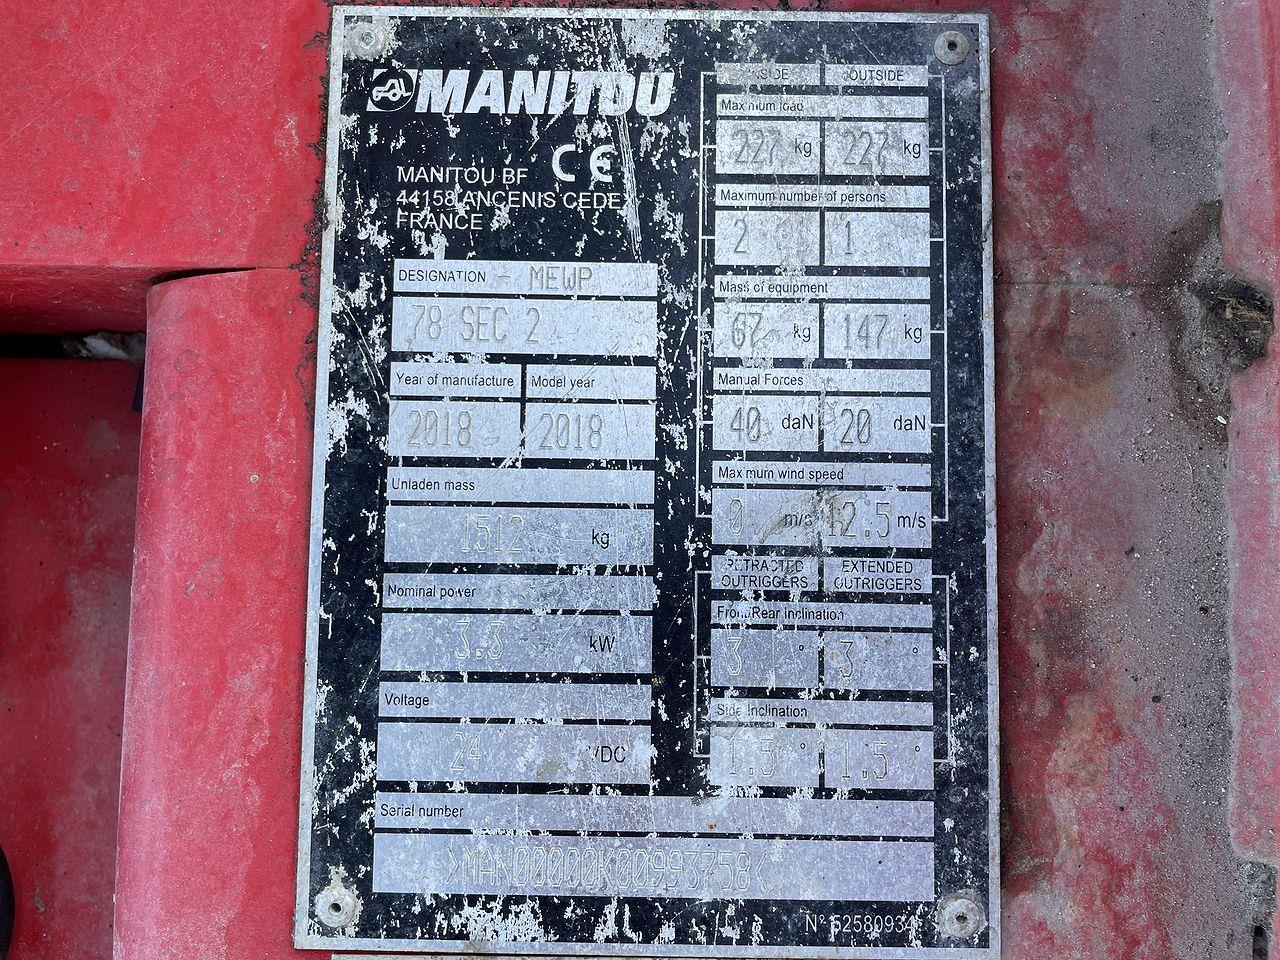 MANITOU
CE
MANITOU BF
44158 ANCENIS CEDEX
FRANCE
DESIGNATION - MEWP
78 SEC 2
Year of manufacture Model year
2018 2018
Unladen mass
1512 kg
Nominal power
3.3 kW
Voltage
24 VDC
INSIDE OUTSIDE
Maximum load
227 kg 227 kg
Maximum number of persons
2 1
Mass of equipment
67 kg 147 kg
Manual Forces
40 daN 20 daN
Maximum wind speed
0 m/s 12.5 m/s
RETRACTED OUTRIGGERS EXTENDED OUTRIGGERS
Front/Rear Inclination
3 ° 3 °
Side Inclination
1.5 ° 1.5 °
Serial number
>MAN00000K00993758<
N° 52580934